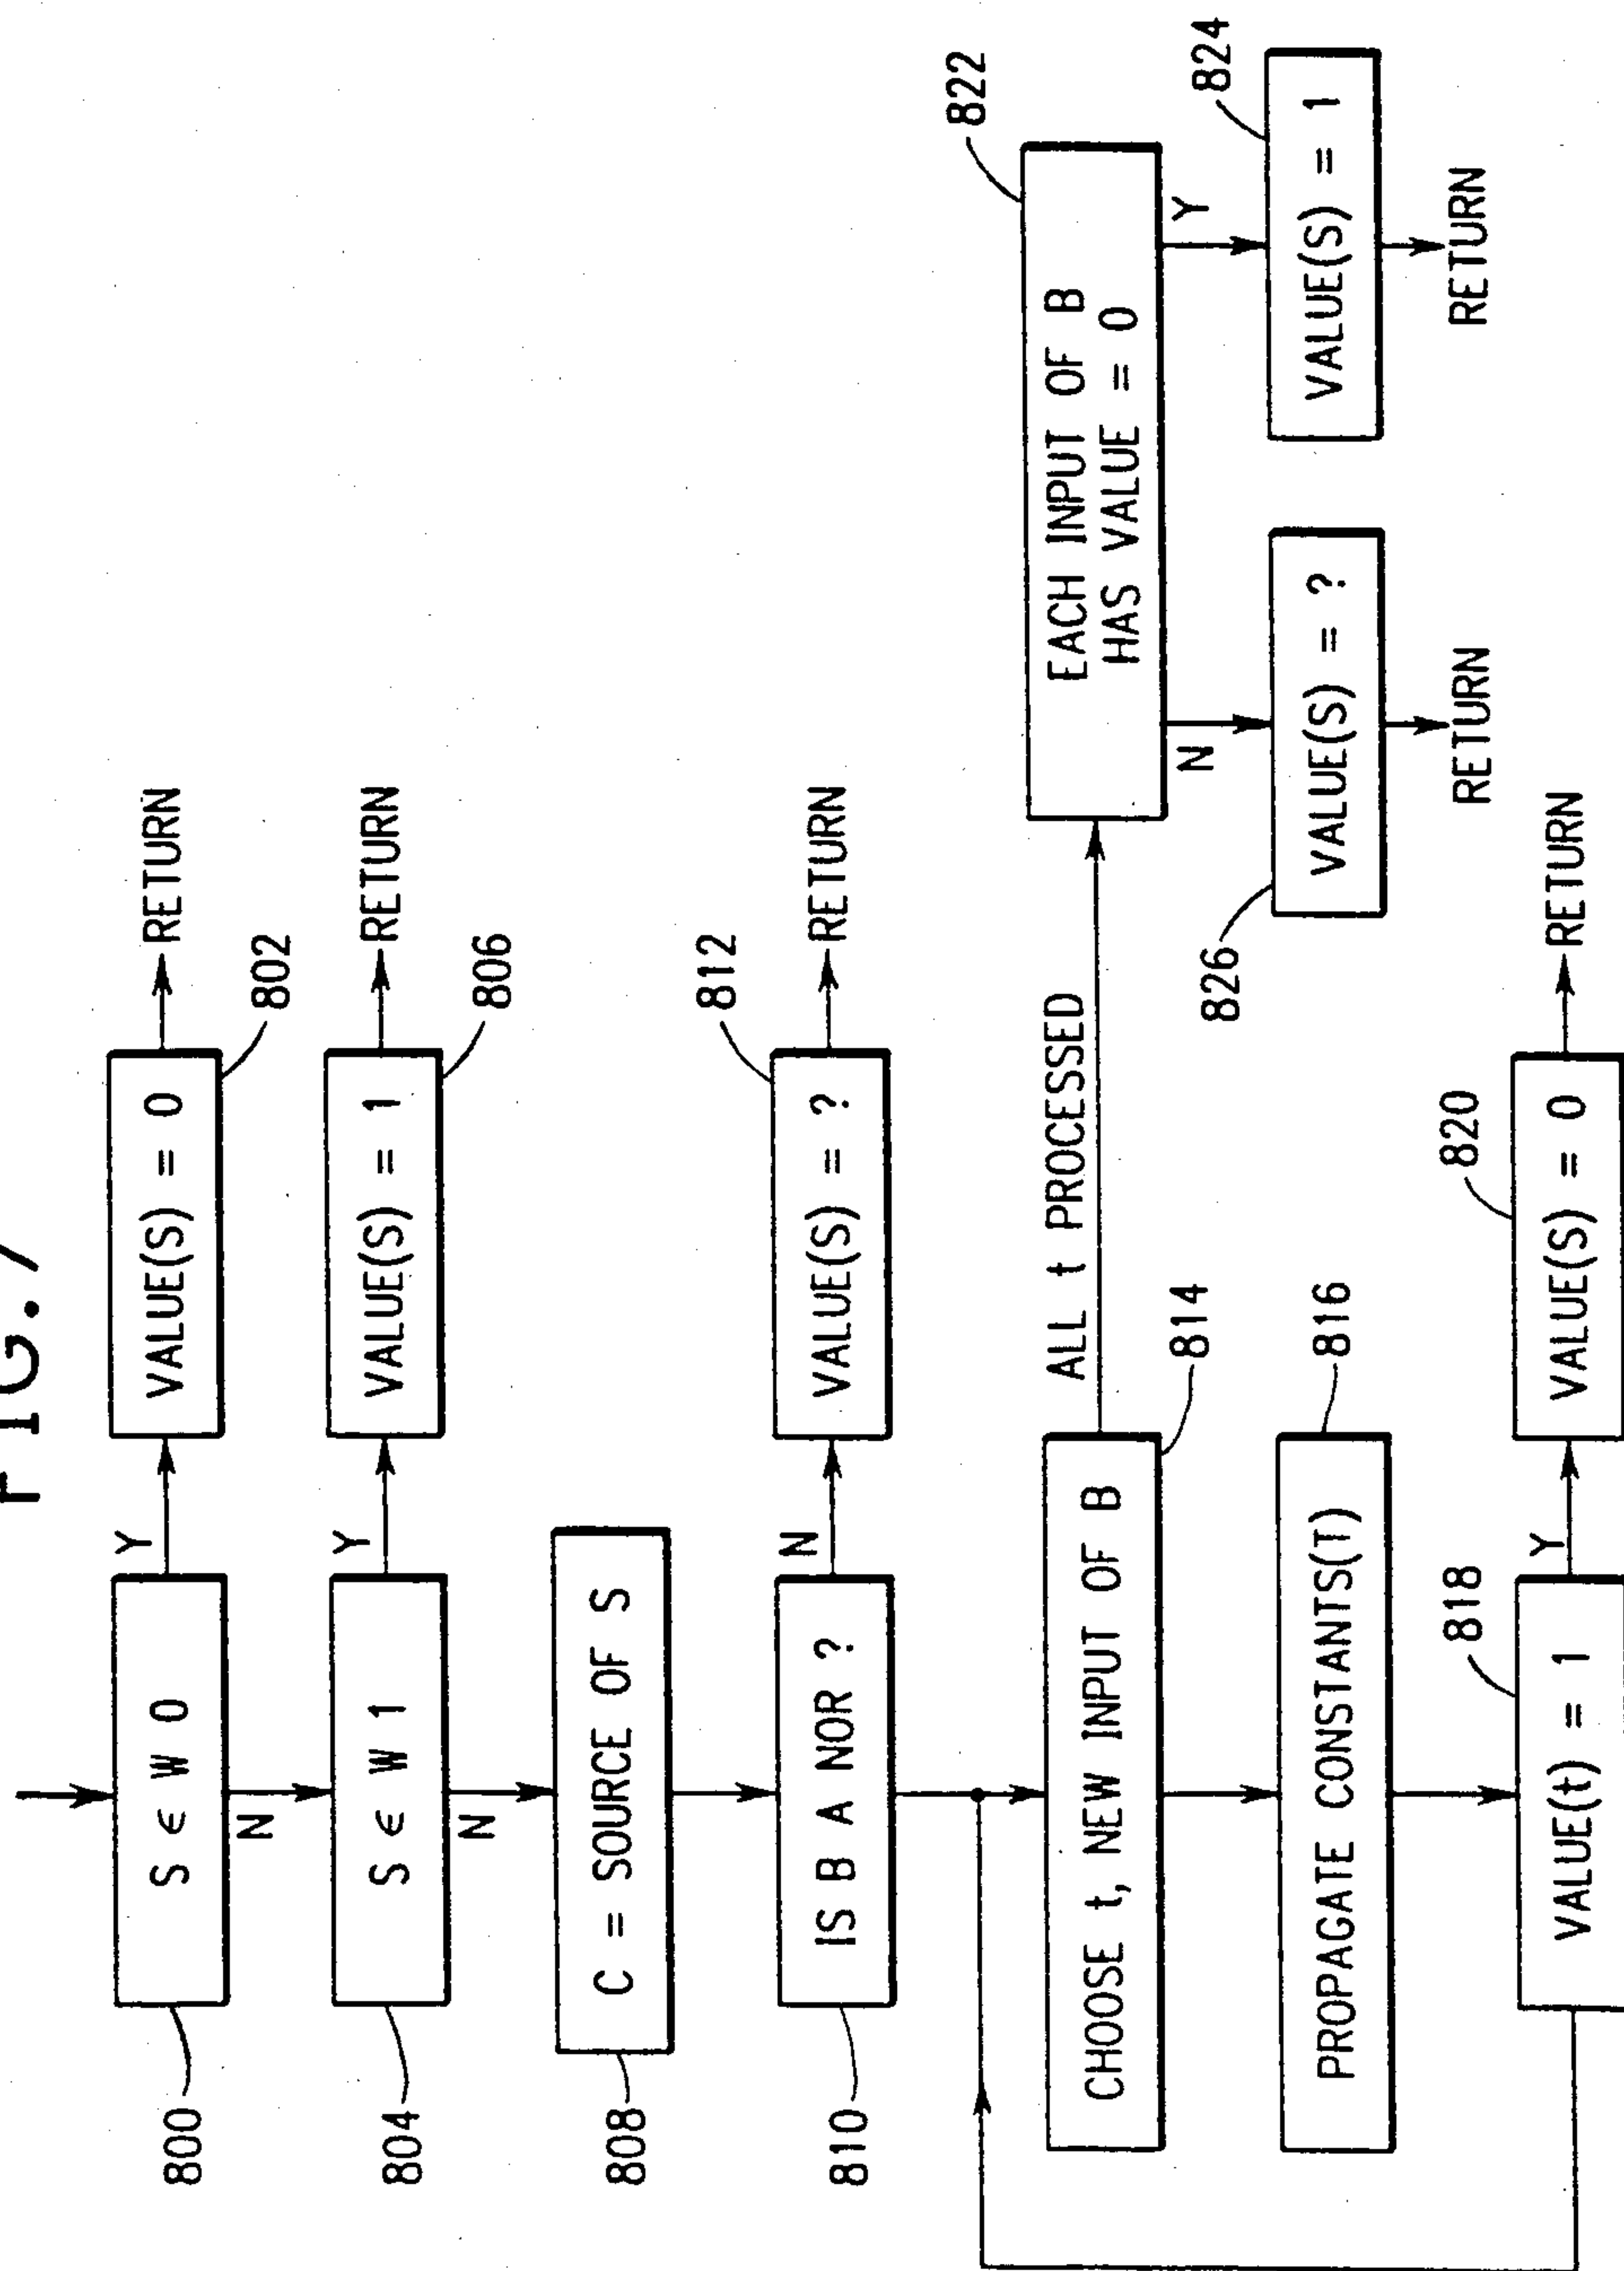 FIG. 7
S ϵ W 0
Y
VALUE(S) = 0
RETURN
800
802
N
S ϵ W 1
Y
VALUE(S) = 1
RETURN
804
806
N
C = SOURCE OF S
808
IS B A NOR ?
N
VALUE(S) = ?
RETURN
810
812
CHOOSE t, NEW INPUT OF B
814
ALL t PROCESSED
EACH INPUT OF B
HAS VALUE = 0
822
N
Y
VALUE(S) = ?
826
RETURN
VALUE(S) = 1
824
RETURN
PROPAGATE CONSTANTS(T)
816
VALUE(t) = 1
818
Y
VALUE(S) = 0
820
RETURN